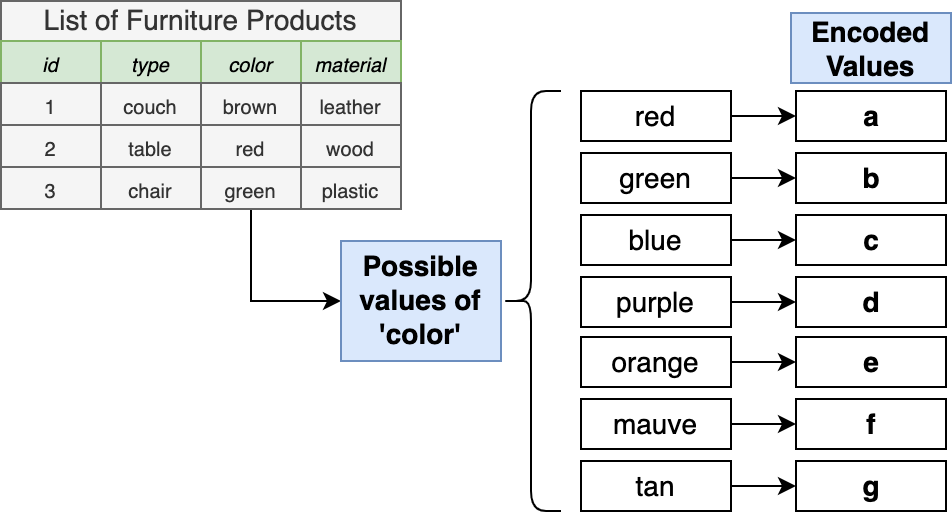 List of Furniture Products
id type color material
1 couch brown leather
2 table red wood
3 chair green plastic
Possible
values of
'color'
Encoded
Values
red a
green b
blue c
purple d
orange e
mauve f
tan g